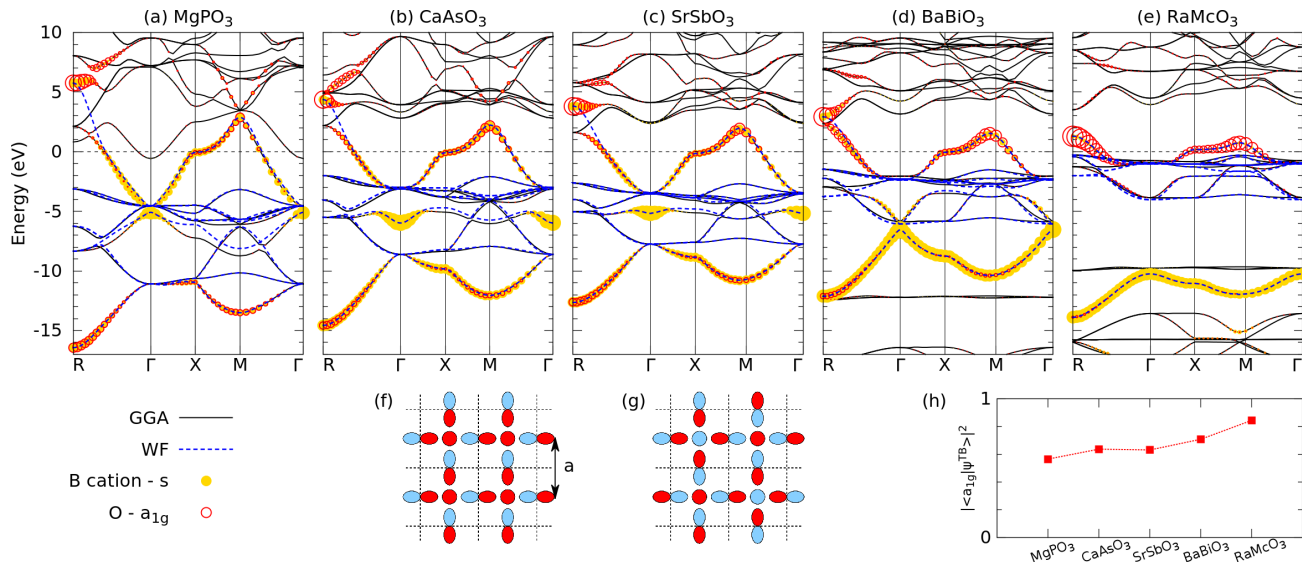 (a) MgPO₃
(b) CaAsO₃
(c) SrSbO₃
(d) BaBiO₃
(e) RaMcO₃
Energy (eV)
10
5
0
-5
-10
-15
R Γ X M Γ
R Γ X M Γ
R Γ X M Γ
R Γ X M Γ
R Γ X M Γ
GGA
WF
B cation - s
O - a₁g
(f)
a
(g)
(h)
|<a₁g|ψᵀᴮ>|²
1
0
MgPO₃
CaAsO₃
SrSbO₃
BaBiO₃
RaMcO₃